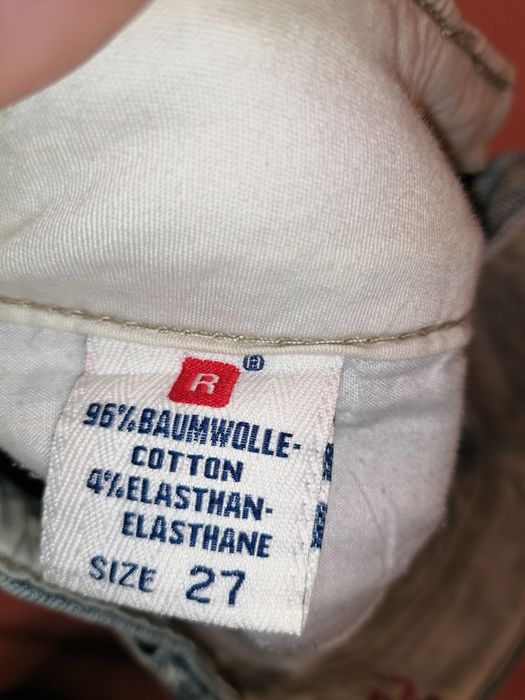 R ®
96% BAUMWOLLE-
COTTON
4% ELASTHAN-
ELASTHANE
SIZE 27